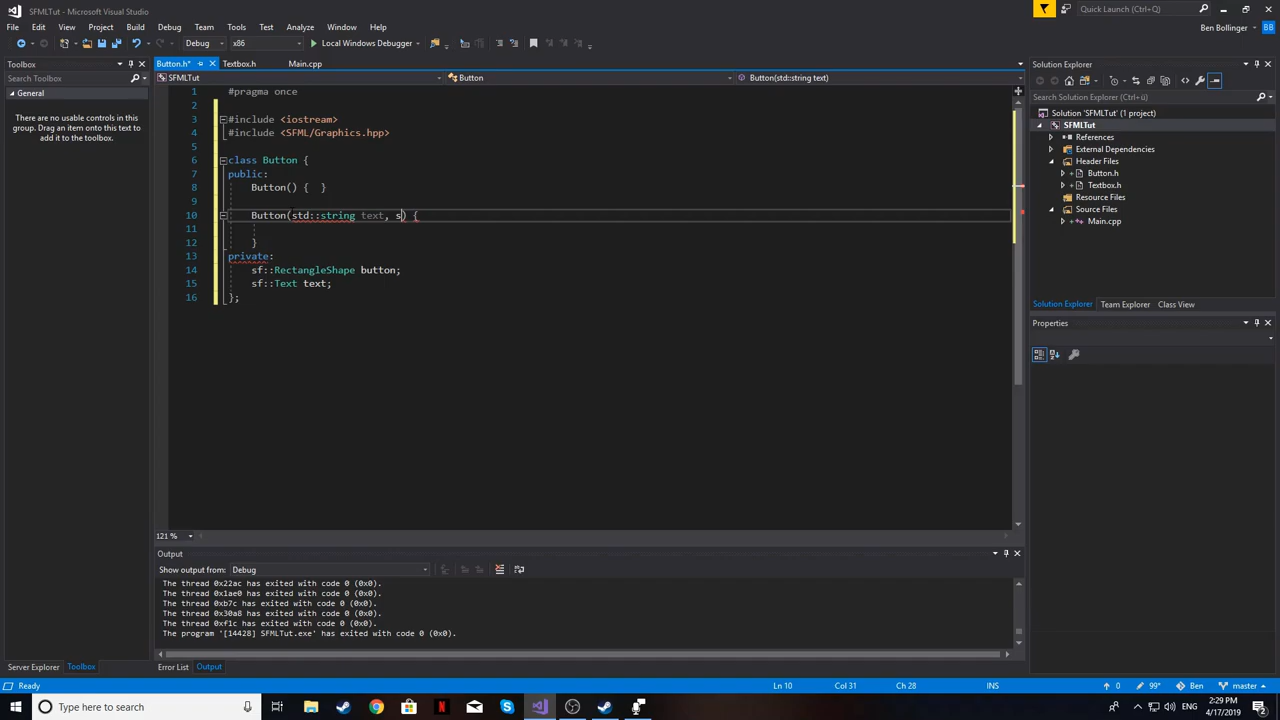 SFMLTut - Microsoft Visual Studio
Quick Launch (Ctrl+Q)
File Edit View Project Build Debug Team Tools Test Analyze Window Help
Ben Bollinger BB
Debug x86 Local Windows Debugger
Toolbox
Search Toolbox
General
There are no usable controls in this
group. Drag an item onto this text to
add it to the toolbox.
Button.h* Textbox.h Main.cpp
SFMLTut Button Button(std::string text)
1 #pragma once
2
3 #include <iostream>
4 #include <SFML/Graphics.hpp>
5
6 class Button {
7 public:
8 Button() { }
9
10 Button(std::string text, s) {
11
12 }
13 private:
14 sf::RectangleShape button;
15 sf::Text text;
16 };
121 %
Solution Explorer
Search Solution Explorer (Ctrl+ü)
Solution 'SFMLTut' (1 project)
SFMLTut
References
External Dependencies
Header Files
Button.h
Textbox.h
Resource Files
Source Files
Main.cpp
Solution Explorer Team Explorer Class View
Properties
Output
Show output from: Debug
The thread 0x22ac has exited with code 0 (0x0).
The thread 0x1ae0 has exited with code 0 (0x0).
The thread 0xb7c has exited with code 0 (0x0).
The thread 0x30a8 has exited with code 0 (0x0).
The thread 0xf1c has exited with code 0 (0x0).
The program '[14428] SFMLTut.exe' has exited with code 0 (0x0).
Server Explorer Toolbox Error List Output
Ready Ln 10 Col 31 Ch 28 INS 0 99* Ben master
Type here to search
ENG 2:29 PM
4/17/2019